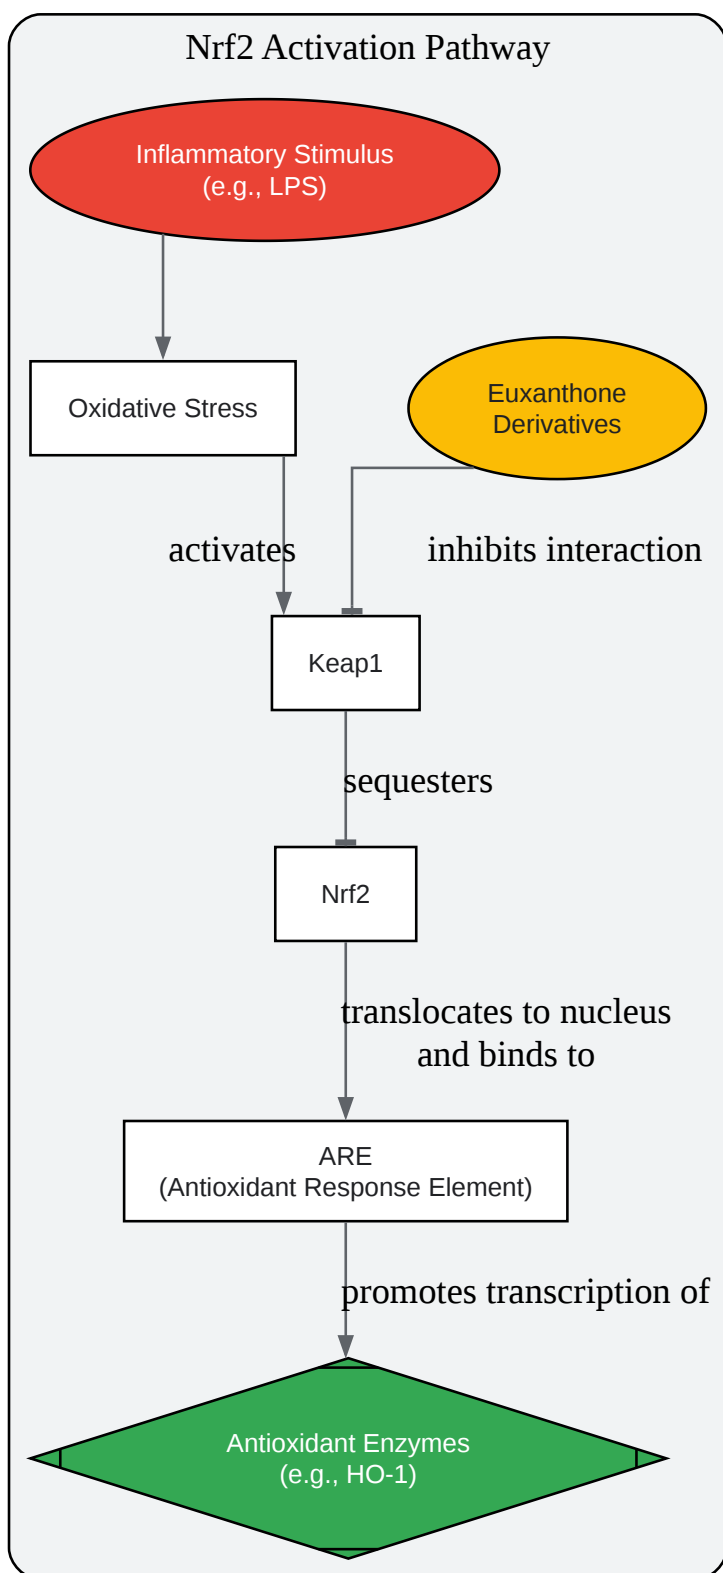 Nrf2 Activation Pathway
Inflammatory Stimulus
(e.g., LPS)
Oxidative Stress
Euxanthone
Derivatives
activates
inhibits interaction
Keap1
sequesters
Nrf2
translocates to nucleus
and binds to
ARE
(Antioxidant Response Element)
promotes transcription of
Antioxidant Enzymes
(e.g., HO-1)